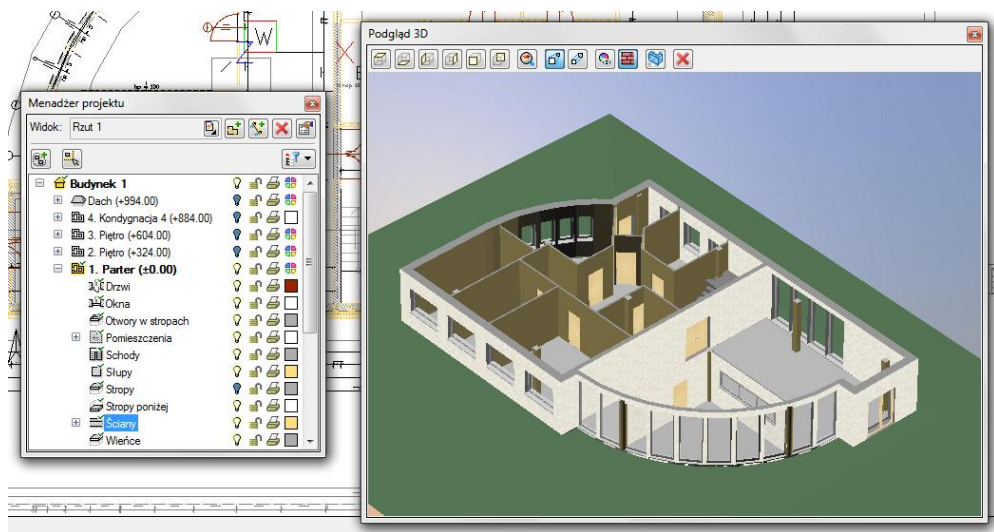 W
hp = 130
Podgląd 3D
Menadżer projektu
Widok: Rzut 1
Budynek 1
Dach (+994.00)
4. Kondygnacja 4 (+884.00)
3. Piętro (+604.00)
2. Piętro (+324.00)
1. Parter (±0.00)
Drzwi
Okna
Otwory w stropach
Pomieszczenia
Schody
Słupy
Stropy
Stropy poniżej
Ściany
Wieńce